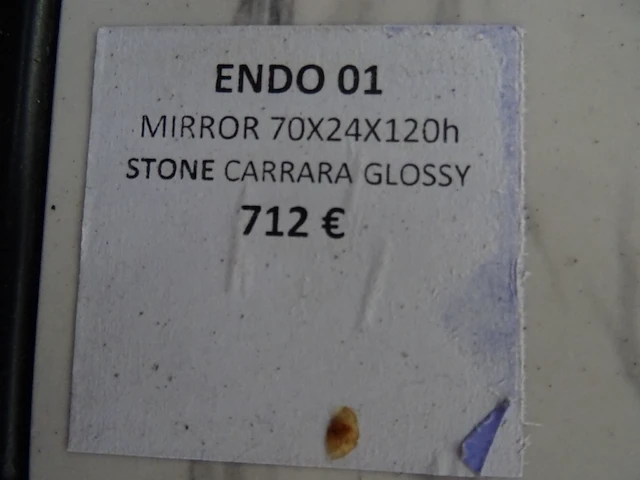 ENDO 01
MIRROR 70X24X120h
STONE CARRARA GLOSSY
712 €